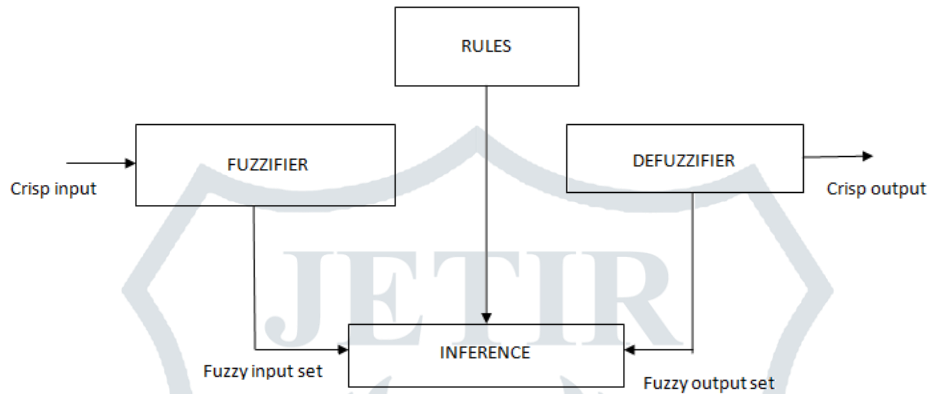 RULES
FUZZIFIER
DEFUZZIFIER
Crisp input
Crisp output
JETIR
INFERENCE
Fuzzy input set
Fuzzy output set